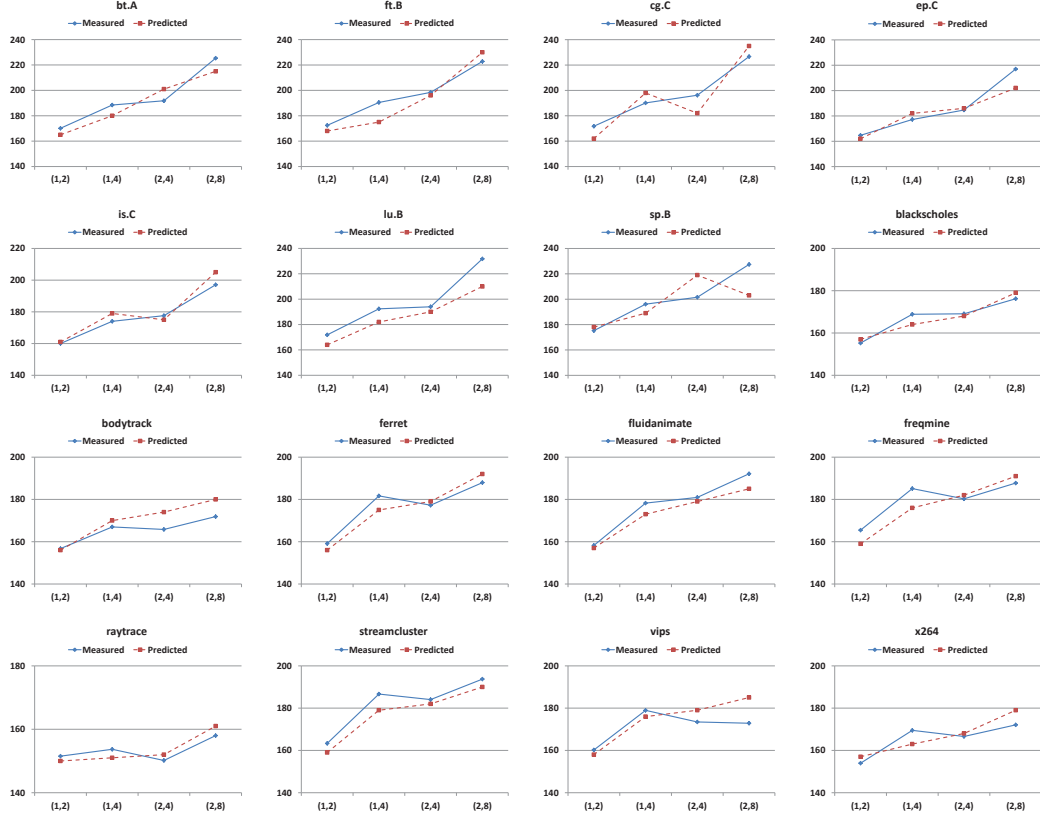 bt.A
Measured Predicted
240
220
200
180
160
140
(1,2) (1,4) (2,4) (2,8)
ft.B
Measured Predicted
240
220
200
180
160
140
(1,2) (1,4) (2,4) (2,8)
cg.C
Measured Predicted
240
220
200
180
160
140
(1,2) (1,4) (2,4) (2,8)
ep.C
Measured Predicted
240
220
200
180
160
140
(1,2) (1,4) (2,4) (2,8)
is.C
Measured Predicted
220
200
180
160
140
(1,2) (1,4) (2,4) (2,8)
lu.B
Measured Predicted
240
220
200
180
160
140
(1,2) (1,4) (2,4) (2,8)
sp.B
Measured Predicted
240
220
200
180
160
140
(1,2) (1,4) (2,4) (2,8)
blackscholes
Measured Predicted
200
180
160
140
(1,2) (1,4) (2,4) (2,8)
bodytrack
Measured Predicted
200
180
160
140
(1,2) (1,4) (2,4) (2,8)
ferret
Measured Predicted
200
180
160
140
(1,2) (1,4) (2,4) (2,8)
fluidanimate
Measured Predicted
200
180
160
140
(1,2) (1,4) (2,4) (2,8)
freqmine
Measured Predicted
200
180
160
140
(1,2) (1,4) (2,4) (2,8)
raytrace
Measured Predicted
180
160
140
(1,2) (1,4) (2,4) (2,8)
streamcluster
Measured Predicted
200
180
160
140
(1,2) (1,4) (2,4) (2,8)
vips
Measured Predicted
200
180
160
140
(1,2) (1,4) (2,4) (2,8)
x264
Measured Predicted
200
180
160
140
(1,2) (1,4) (2,4) (2,8)